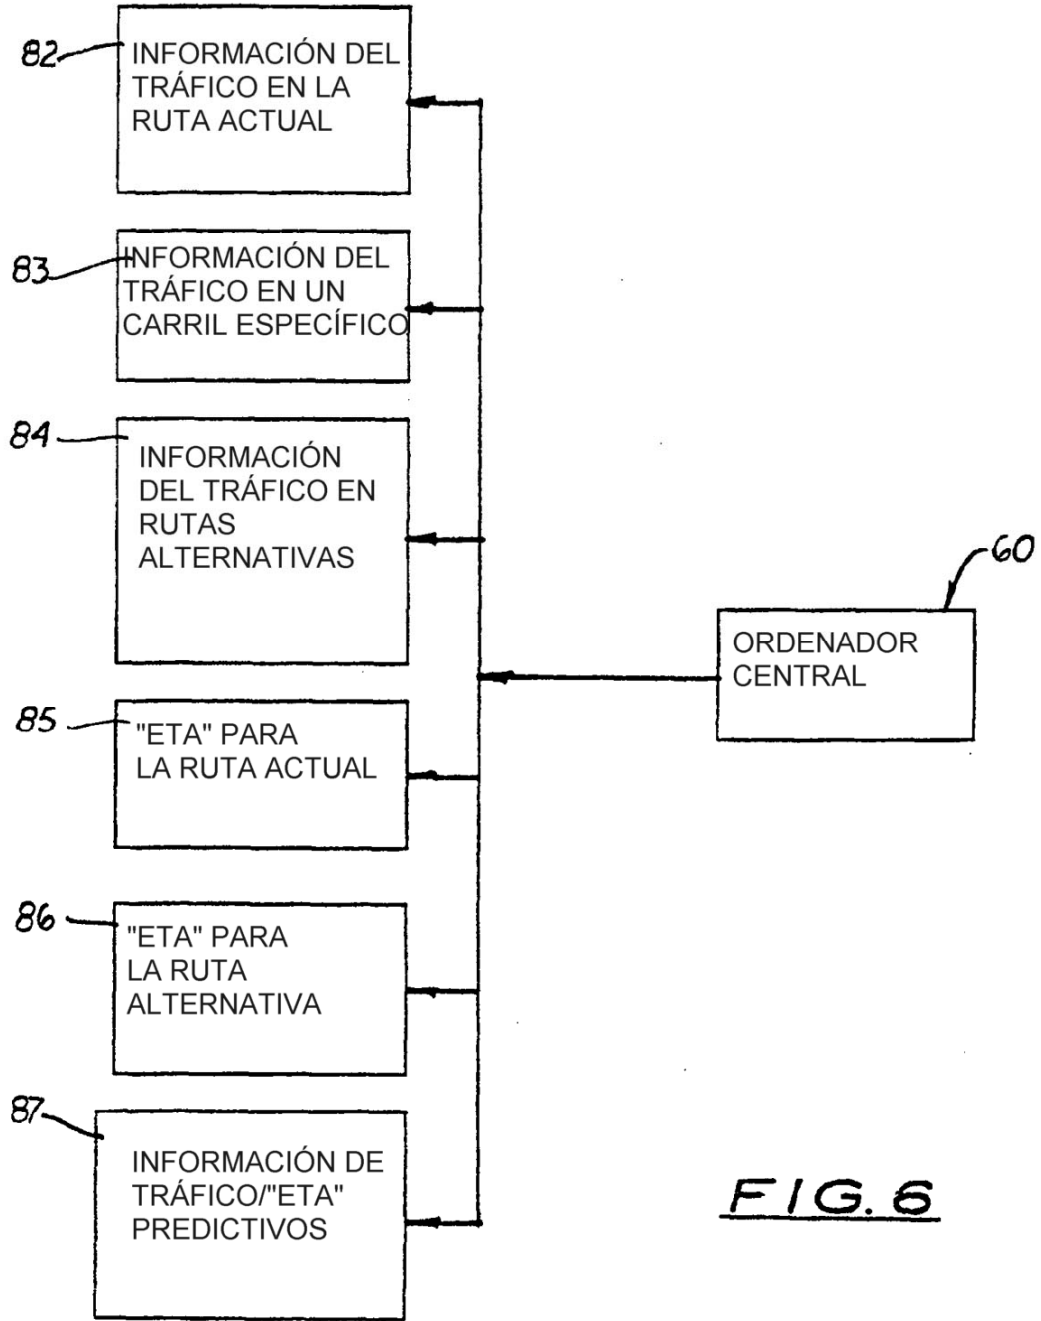 82
INFORMACIÓN DEL
TRÁFICO EN LA
RUTA ACTUAL
83
INFORMACIÓN DEL
TRÁFICO EN UN
CARRIL ESPECÍFICO
84
INFORMACIÓN
DEL TRÁFICO EN
RUTAS
ALTERNATIVAS
60
ORDENADOR
CENTRAL
85
"ETA" PARA
LA RUTA ACTUAL
86
"ETA" PARA
LA RUTA
ALTERNATIVA
87
INFORMACIÓN DE
TRÁFICO/"ETA"
PREDICTIVOS
FIG. 6